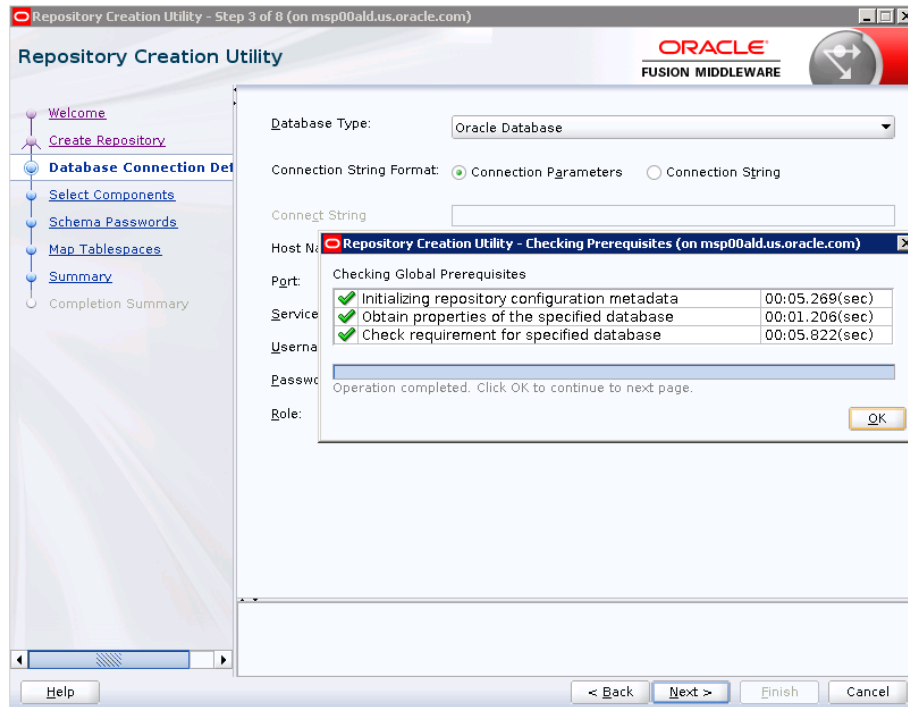 Repository Creation Utility - Step 3 of 8 (on msp00ald.us.oracle.com)
Repository Creation Utility
ORACLE
FUSION MIDDLEWARE
Welcome
Create Repository
Database Connection Det
Select Components
Schema Passwords
Map Tablespaces
Summary
Completion Summary
Database Type: Oracle Database
Connection String Format: Connection Parameters Connection String
Connect String
Host Na
Port:
Service
Userna
Passwo
Role:
Repository Creation Utility - Checking Prerequisites (on msp00ald.us.oracle.com)
Checking Global Prerequisites
Initializing repository configuration metadata 00:05.269(sec)
Obtain properties of the specified database 00:01.206(sec)
Check requirement for specified database 00:05.822(sec)
Operation completed. Click OK to continue to next page.
OK
Help < Back Next > Finish Cancel